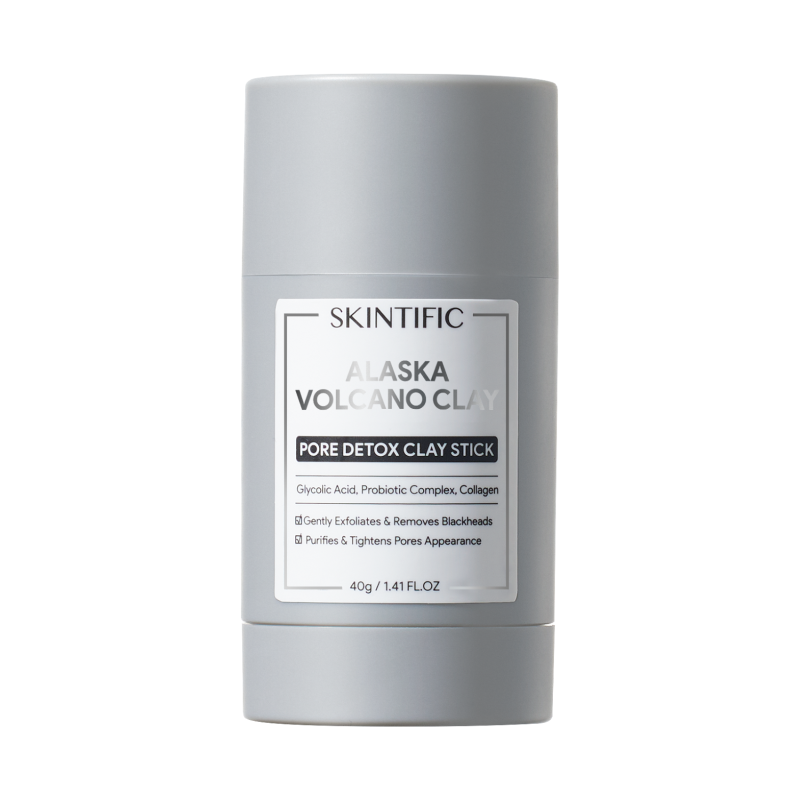 SKINTIFIC
ALASKA
VOLCANO CLAY
PORE DETOX CLAY STICK
Glycolic Acid, Probiotic Complex, Collagen
☑Gently Exfoliates & Removes Blackheads
☑ Purifies & Tightens Pores Appearance
40g / 1.41 FL.OZ